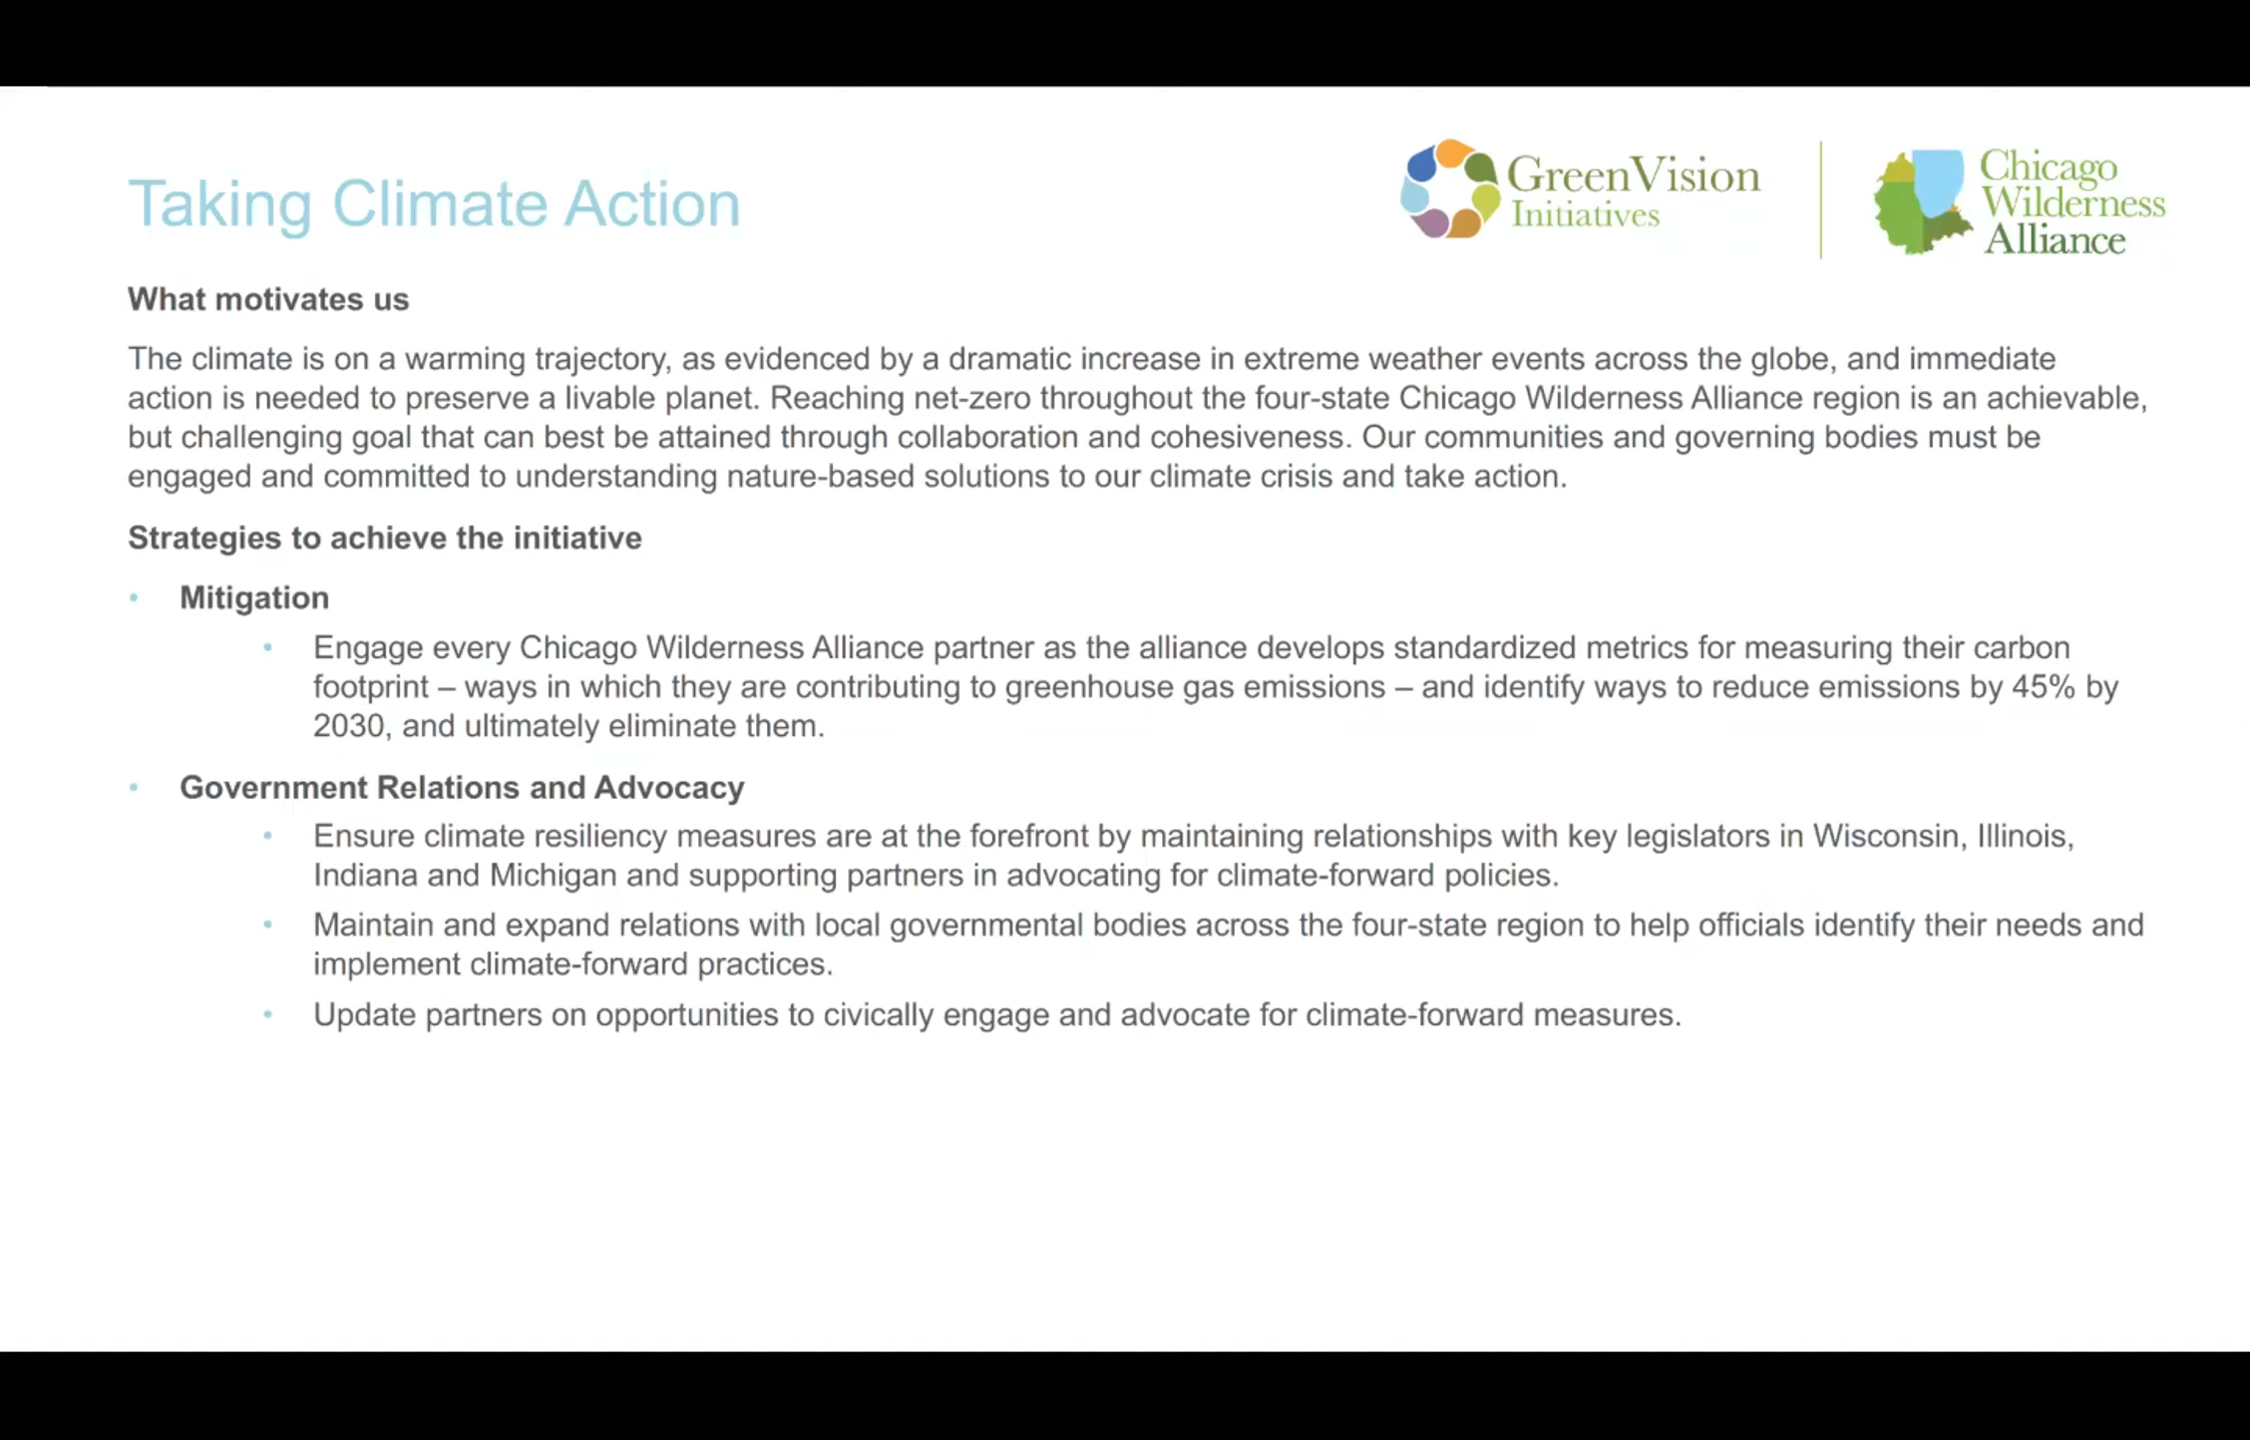 Taking Climate Action
GreenVision
Initiatives
Chicago
Wilderness
Alliance
What motivates us
The climate is on a warming trajectory, as evidenced by a dramatic increase in extreme weather events across the globe, and immediate
action is needed to preserve a livable planet. Reaching net-zero throughout the four-state Chicago Wilderness Alliance region is an achievable,
but challenging goal that can best be attained through collaboration and cohesiveness. Our communities and governing bodies must be
engaged and committed to understanding nature-based solutions to our climate crisis and take action.
Strategies to achieve the initiative
• Mitigation
• Engage every Chicago Wilderness Alliance partner as the alliance develops standardized metrics for measuring their carbon
footprint – ways in which they are contributing to greenhouse gas emissions – and identify ways to reduce emissions by 45% by
2030, and ultimately eliminate them.
• Government Relations and Advocacy
• Ensure climate resiliency measures are at the forefront by maintaining relationships with key legislators in Wisconsin, Illinois,
Indiana and Michigan and supporting partners in advocating for climate-forward policies.
• Maintain and expand relations with local governmental bodies across the four-state region to help officials identify their needs and
implement climate-forward practices.
• Update partners on opportunities to civically engage and advocate for climate-forward measures.